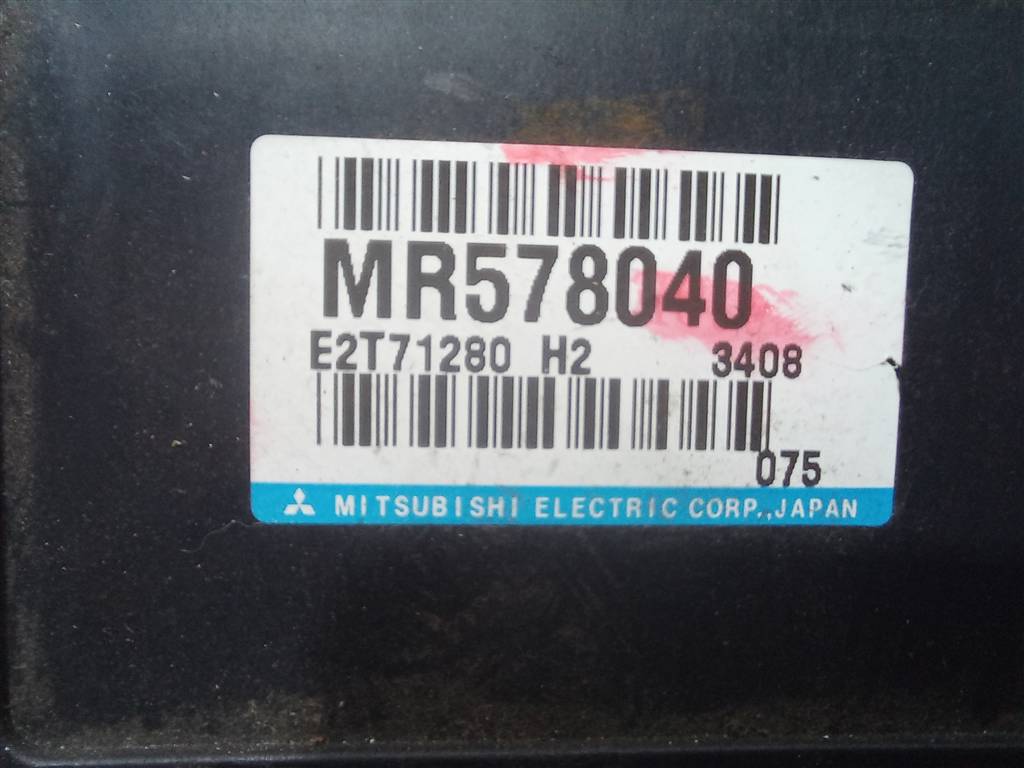 MR578040
E2T71280 H2 3408
075
MITSUBISHI ELECTRIC CORP.,JAPAN